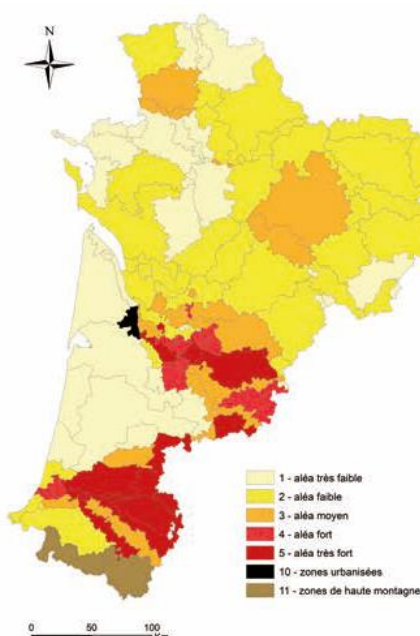 N
1 - aléa très faible
2 - aléa faible
3 - aléa moyen
4 - aléa fort
5 - aléa très fort
10 - zones urbanisées
11 - zones de haute montagne
0 50 100